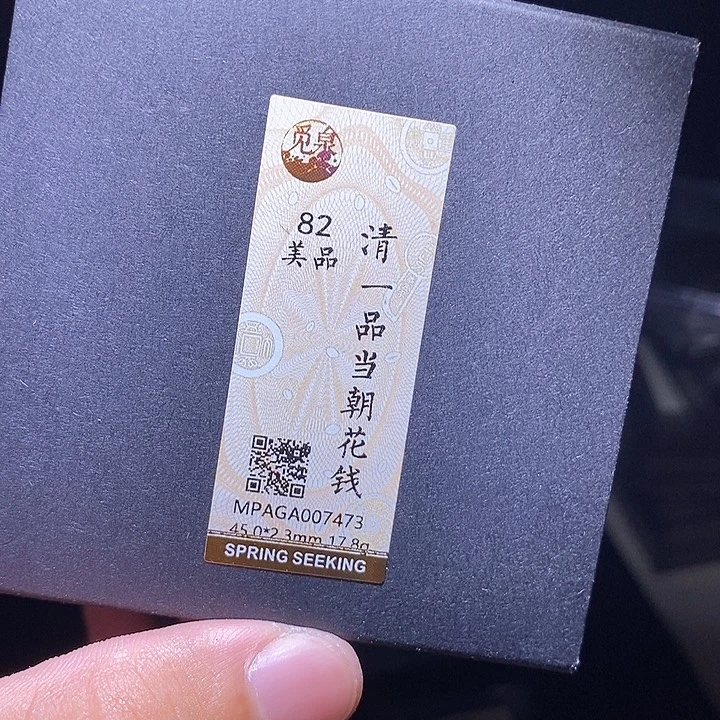 觅泉
82
美品
清一品当朝花钱
MPAGA007473
45.0*2.3mm 17.8g
SPRING SEEKING